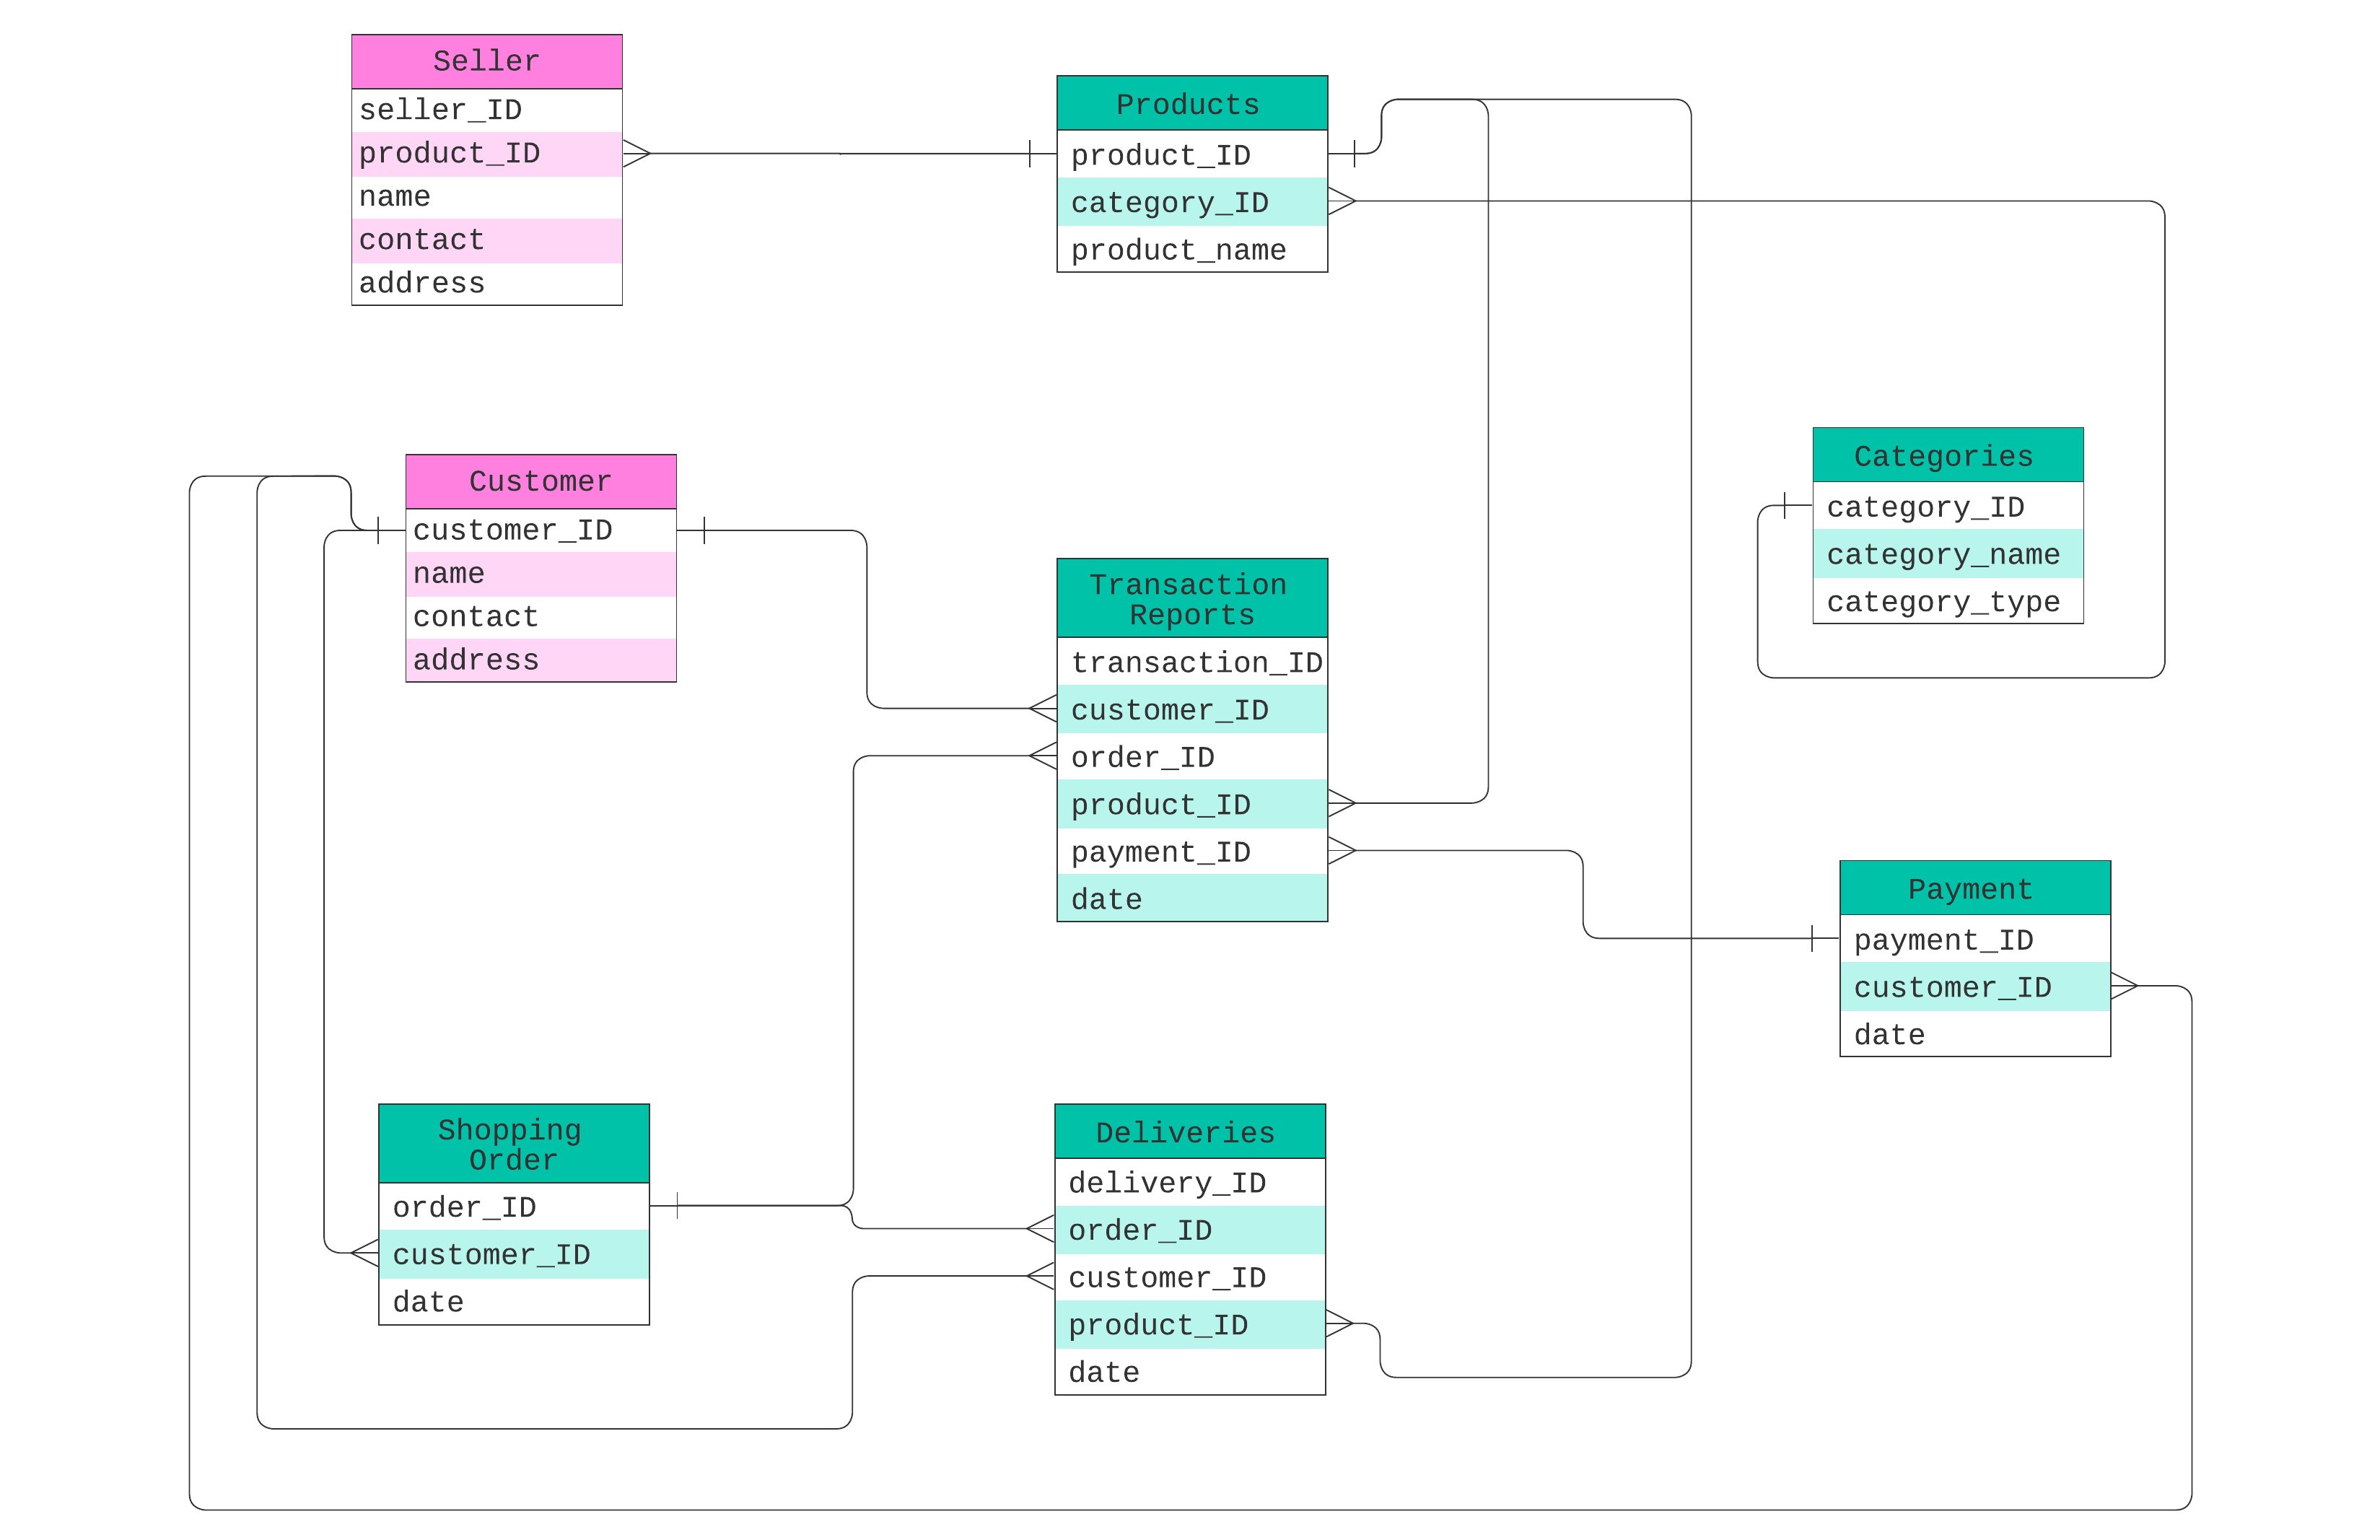 Seller
seller_ID
product_ID
name
contact
address
Products
product_ID
category_ID
product_name
Customer
customer_ID
name
contact
address
Categories
category_ID
category_name
category_type
Transaction
Reports
transaction_ID
customer_ID
order_ID
product_ID
payment_ID
date
Payment
payment_ID
customer_ID
date
Shopping
Order
order_ID
customer_ID
date
Deliveries
delivery_ID
order_ID
customer_ID
product_ID
date